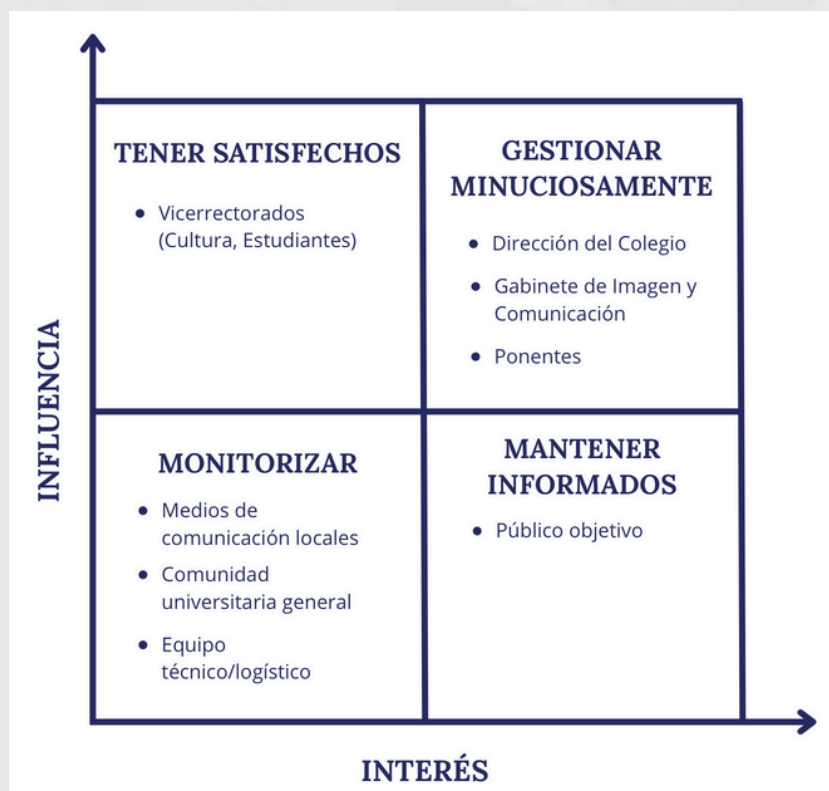 TENER SATISFECHOS
• Vicerrectorados
(Cultura, Estudiantes)
GESTIONAR
MINUCIOSAMENTE
• Dirección del Colegio
• Gabinete de Imagen y
Comunicación
• Ponentes
INFLUENCIA
MONITORIZAR
• Medios de
comunicación locales
• Comunidad
universitaria general
• Equipo
técnico/logístico
MANTENER
INFORMADOS
• Público objetivo
INTERÉS